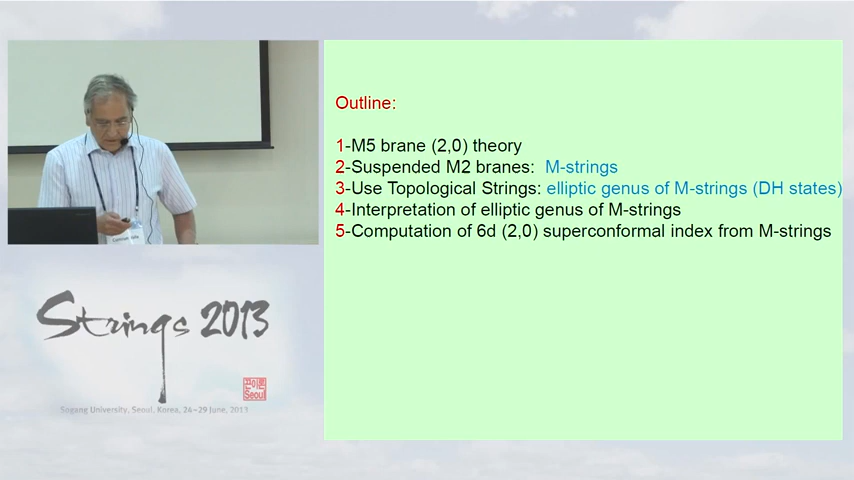 Outline:
1-M5 brane (2,0) theory
2-Suspended M2 branes: M-strings
3-Use Topological Strings: elliptic genus of M-strings (DH states)
4-Interpretation of elliptic genus of M-strings
5-Computation of 6d (2,0) superconformal index from M-strings
Strings 2013
Seoul
Sogang University, Seoul, Korea, 24-29 June, 2013